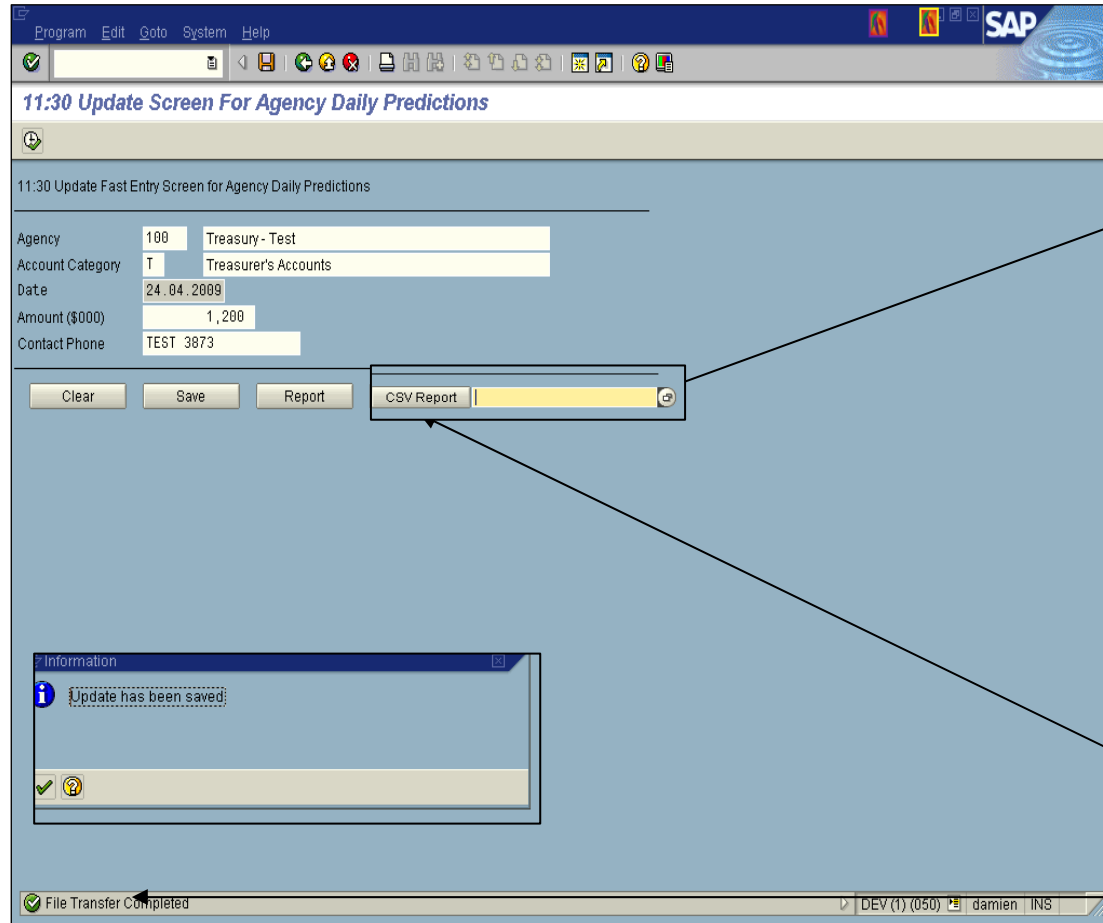 Program Edit Goto System Help
SAP
11:30 Update Screen For Agency Daily Predictions
11:30 Update Fast Entry Screen for Agency Daily Predictions
Agency 100 Treasury - Test
Account Category T Treasurer's Accounts
Date 24.04.2009
Amount ($000) 1,200
Contact Phone TEST 3873
Clear Save Report CSV Report
Information
Update has been saved
File Transfer Completed DEV (1) (050) damien INS